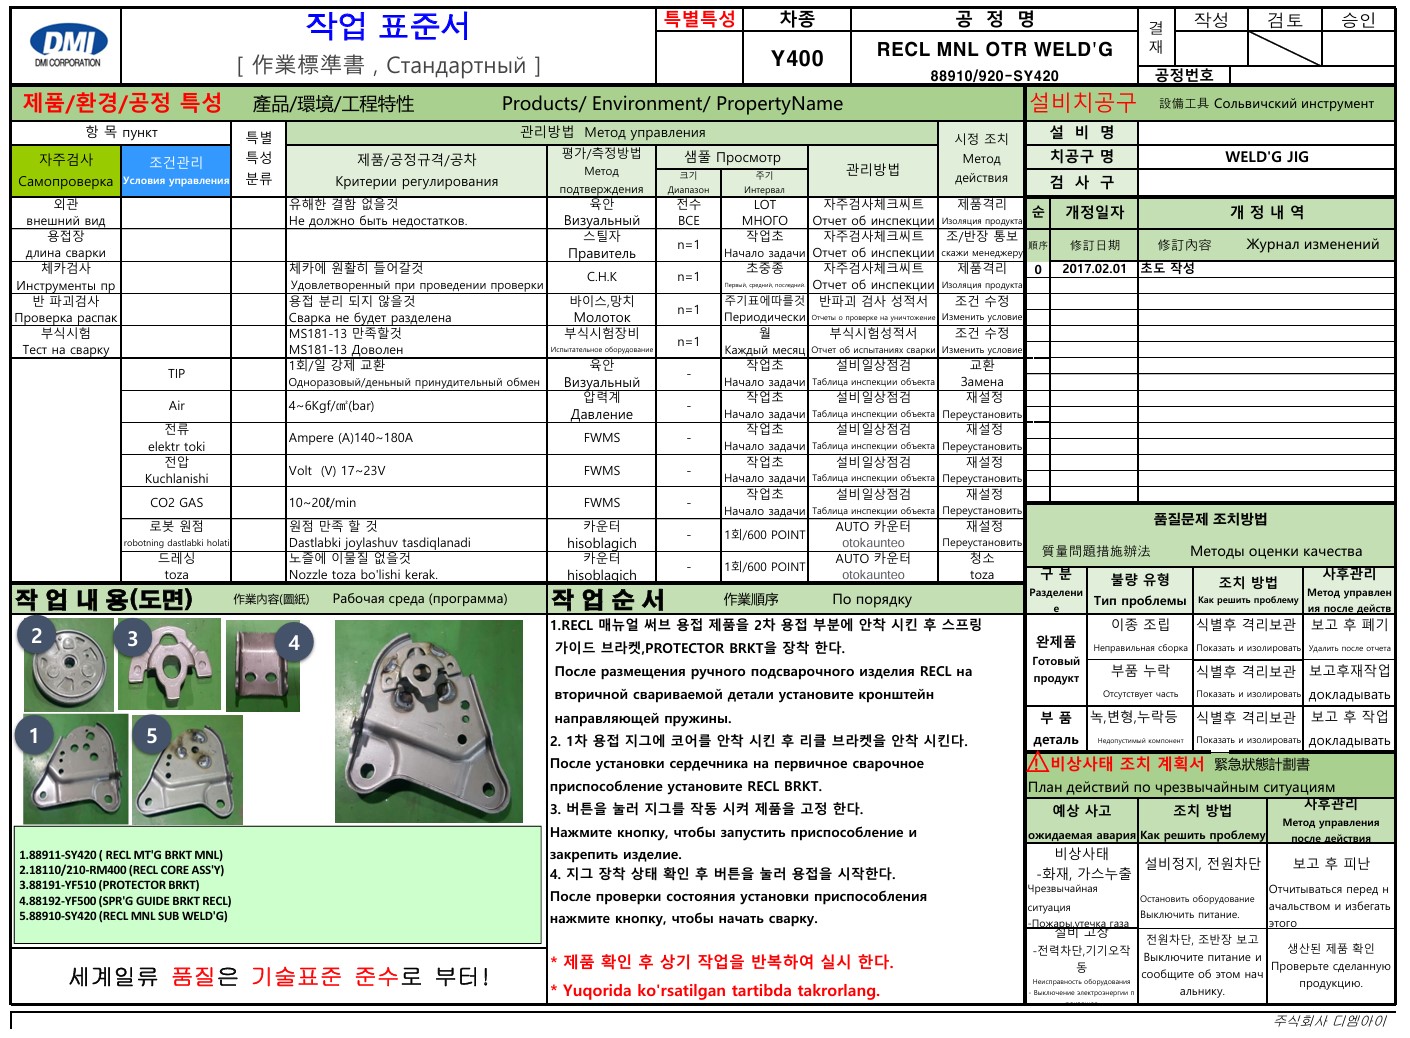 DMI
DMI CORPORATION
작업 표준서
[ 作業標準書 , Стандартный ]
특별특성
차종
Y400
공 정 명
RECL MNL OTR WELD'G
88910/920-SY420
결재
작성
검토
승인
공정번호
제품/환경/공정 특성 產品/環境/工程特性 Products/ Environment/ PropertyName
항 목 пункт
특별
특성
분류
관리방법 Метод управления
시정 조치
Метод
действия
자주검사
Самопроверка
조건관리
Условия управления
제품/공정규격/공차
Критерии регулирования
평가/측정방법
Метод
подтверждения
샘풀 Просмотр
크기
Диапазон
주기
Интервал
관리방법
외관
внешний вид
유해한 결함 없을것
Не должно быть недостатков.
육안
Визуальный
전수
ВСЕ
LOT
МНОГО
자주검사체크씨트
Отчет об инспекции
제품격리
Изоляция продукта
용접장
длина сварки
스틸자
Правитель
n=1
작업초
Начало задачи
자주검사체크씨트
Отчет об инспекции
조/반장 통보
скажи менеджеру
체카검사
Инструменты пр
체카에 원활히 들어갈것
Удовлетворенный при проведении проверки
C.H.K
n=1
초중종
Первый, средний, последний.
자주검사체크씨트
Отчет об инспекции
제품격리
Изоляция продукта
반 파괴검사
Проверка распак
용접 분리 되지 않을것
Сварка не будет разделена
바이스,망치
Молоток
n=1
주기표에따를것
Периодически
반파괴 검사 성적서
Отчеты о проверке на уничтожение
조건 수정
Изменить условие
부식시험
Тест на сварку
MS181-13 만족할것
MS181-13 Доволен
부식시험장비
Испытательное оборудование
n=1
월
Каждый месяц
부식시험성적서
Отчет об испытаниях сварки
조건 수정
Изменить условие
TIP
1회/일 강제 교환
Одноразовый/деньный принудительный обмен
육안
Визуальный
-
작업초
Начало задачи
설비일상점검
Таблица инспекции объекта
교환
Замена
Air
4~6Kgf/㎠(bar)
압력계
Давление
-
작업초
Начало задачи
설비일상점검
Таблица инспекции объекта
재설정
Переустановить
전류
elektr toki
Ampere (A)140~180A
FWMS
-
작업초
Начало задачи
설비일상점검
Таблица инспекции объекта
재설정
Переустановить
전압
Kuchlanishi
Volt (V) 17~23V
FWMS
-
작업초
Начало задачи
설비일상점검
Таблица инспекции объекта
재설정
Переустановить
CO2 GAS
10~20ℓ/min
FWMS
-
작업초
Начало задачи
설비일상점검
Таблица инспекции объекта
재설정
Переустановить
로봇 원점
robotning dastlabki holati
원점 만족 할 것
Dastlabki joylashuv tasdiqlanadi
카운터
hisoblagich
-
1회/600 POINT
AUTO 카운터
otokaunteo
재설정
Переустановить
드레싱
toza
노즐에 이물질 없을것
Nozzle toza bo'lishi kerak.
카운터
hisoblagich
-
1회/600 POINT
AUTO 카운터
otokaunteo
청소
toza
설비치공구 設備工具 Сольвичский инструмент
설 비 명
치공구 명
WELD'G JIG
검 사 구
순
개정일자
개 정 내 역
順序
修訂日期
修訂內容 Журнал изменений
0
2017.02.01
초도 작성
품질문제 조치방법
質量問題措施辦法 Методы оценки качества
구 분
Разделени
е
불량 유형
Тип проблемы
조치 방법
Как решить проблему
사후관리
Метод управлен
ия после действ
완제품
Готовый
продукт
이종 조립
Неправильная сборка
식별후 격리보관
Показать и изолировать
보고 후 폐기
Удалить после отчета
부품 누락
Отсутствует часть
식별후 격리보관
Показать и изолировать
보고후재작업
докладывать
부 품
деталь
녹,변형,누락등
Недопустимый компонент
식별후 격리보관
Показать и изолировать
보고 후 작업
докладывать
비상사태 조치 계획서 緊急狀態計劃書
План действий по чрезвычайным ситуациям
예상 사고
ожидаемая авария
조치 방법
Как решить проблему
사후관리
Метод управления
после действия
비상사태
-화재, 가스누출
Чрезвычайная
ситуация
-Пожары,утечка газа
설비정지, 전원차단
Остановить оборудование
Выключить питание.
보고 후 피난
Отчитываться перед н
ачальством и избегать
этого
설비 고장
-전력차단,기기오작
동
Неисправность оборудования
- Выключение электроэнергии п
전원차단, 조반장 보고
Выключите питание и
сообщите об этом нач
альнику.
생산된 제품 확인
Проверьте сделанную
продукцию.
작 업 내 용(도면) 作業內容(圖紙) Рабочая среда (программа)
2
3
4
1
5
1.88911-SY420 ( RECL MT'G BRKT MNL)
2.18110/210-RM400 (RECL CORE ASS'Y)
3.88191-YF510 (PROTECTOR BRKT)
4.88192-YF500 (SPR'G GUIDE BRKT RECL)
5.88910-SY420 (RECL MNL SUB WELD'G)
세계일류 품질은 기술표준 준수로 부터!
작 업 순 서 作業順序 По порядку
1.RECL 매뉴얼 써브 용접 제품을 2차 용접 부분에 안착 시킨 후 스프링
가이드 브라켓,PROTECTOR BRKT을 장착 한다.
После размещения ручного подсварочного изделия RECL на
вторичной свариваемой детали установите кронштейн
направляющей пружины.
2. 1차 용접 지그에 코어를 안착 시킨 후 리클 브라켓을 안착 시킨다.
После установки сердечника на первичное сварочное
приспособление установите RECL BRKT.
3. 버튼을 눌러 지그를 작동 시켜 제품을 고정 한다.
Нажмите кнопку, чтобы запустить приспособление и
закрепить изделие.
4. 지그 장착 상태 확인 후 버튼을 눌러 용접을 시작한다.
После проверки состояния установки приспособления
нажмите кнопку, чтобы начать сварку.
* 제품 확인 후 상기 작업을 반복하여 실시 한다.
* Yuqorida ko'rsatilgan tartibda takrorlang.
주식회사 디엠아이